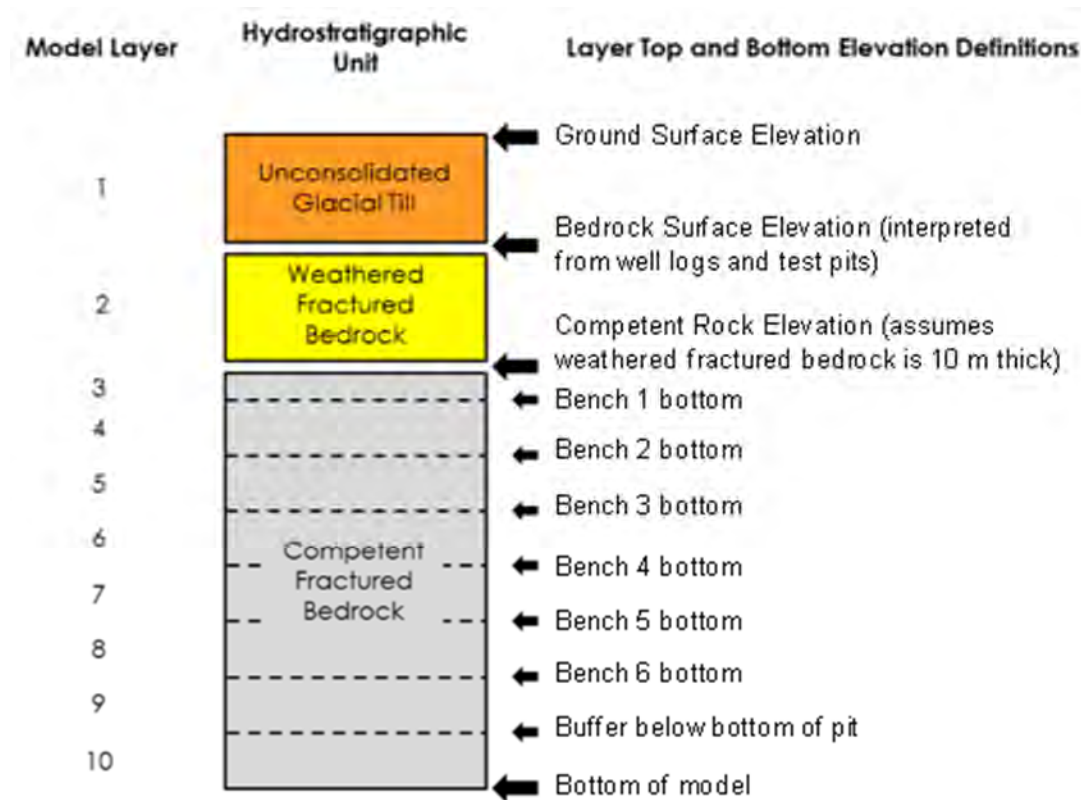 Model Layer
Hydrostratigraphic
Unit
Layer Top and Bottom Elevation Definitions
1
Unconsolidated
Glacial Till
Ground Surface Elevation
Bedrock Surface Elevation (interpreted
from well logs and test pits)
2
Weathered
Fractured
Bedrock
Competent Rock Elevation (assumes
weathered fractured bedrock is 10 m thick)
3
Bench 1 bottom
4
Bench 2 bottom
5
Bench 3 bottom
6
Competent
Fractured
Bedrock
Bench 4 bottom
7
Bench 5 bottom
8
Bench 6 bottom
9
Buffer below bottom of pit
10
Bottom of model